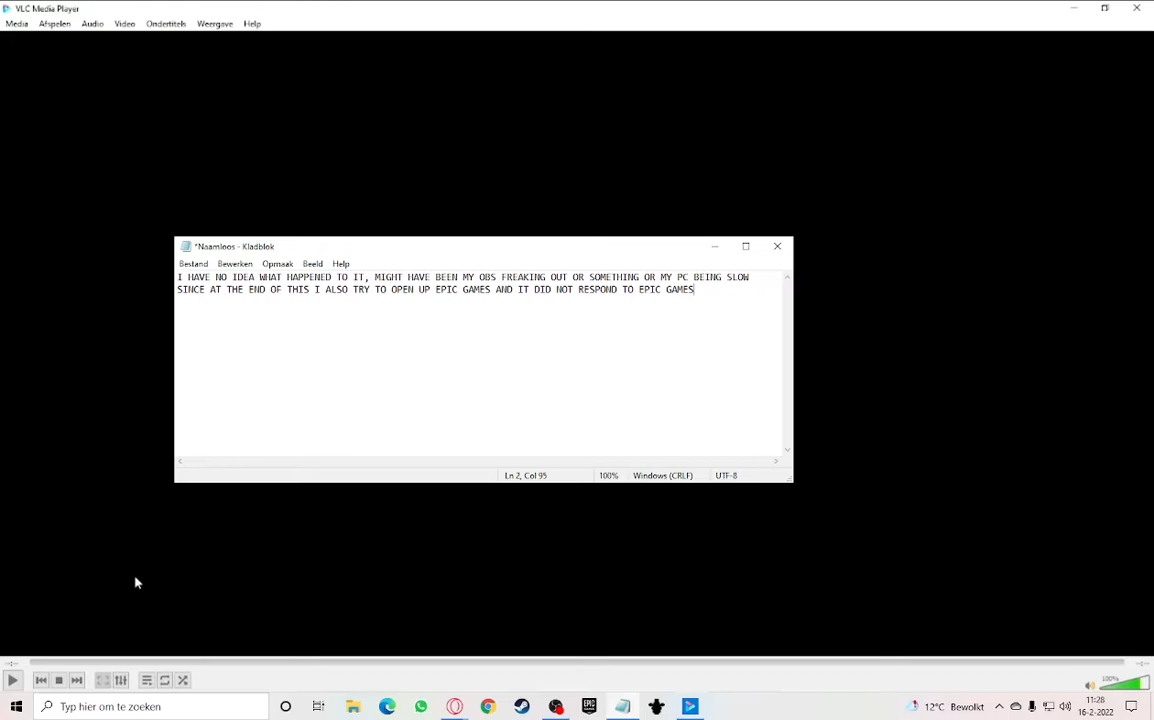 VLC Media Player
Media Afspelen Audio Video Ondertitels Weergave Help
*Naamloos - Kladblok
Bestand Bewerken Opmaak Beeld Help
I HAVE NO IDEA WHAT HAPPENED TO IT, MIGHT HAVE BEEN MY OBS FREAKING OUT OR SOMETHING OR MY PC BEING SLOW
SINCE AT THE END OF THIS I ALSO TRY TO OPEN UP EPIC GAMES AND IT DID NOT RESPOND TO EPIC GAMES
Ln 2, Col 95 100% Windows (CRLF) UTF-8
-:- -:-
100%
Typ hier om te zoeken EPIC 12°C Bewolkt 11:28
16-2-2022